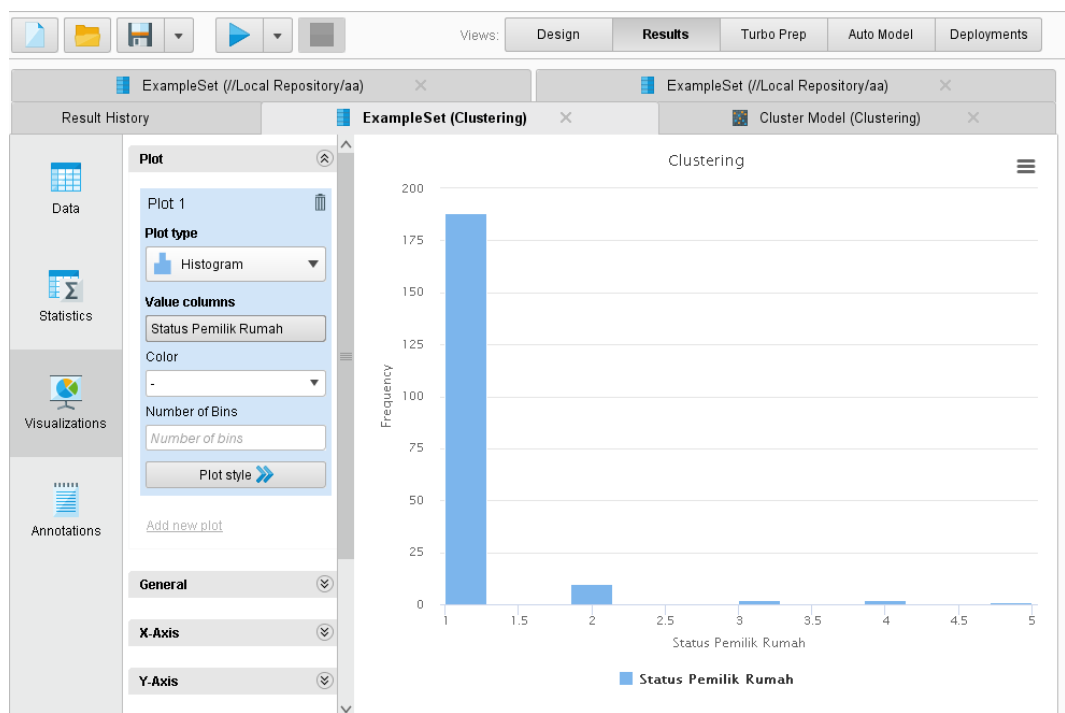 Views: Design Results Turbo Prep Auto Model Deployments
ExampleSet (//Local Repository/aa) ExampleSet (//Local Repository/aa)
Result History ExampleSet (Clustering) Cluster Model (Clustering)
Data
Statistics
Visualizations
Annotations
Plot
Plot 1
Plot type
Histogram
Value columns
Status Pemilik Rumah
Color
-
Number of Bins
Number of bins
Plot style
Add new plot
General
X-Axis
Y-Axis
Clustering
Frequency
200
175
150
125
100
75
50
25
0
1 1.5 2 2.5 3 3.5 4 4.5 5
Status Pemilik Rumah
Status Pemilik Rumah